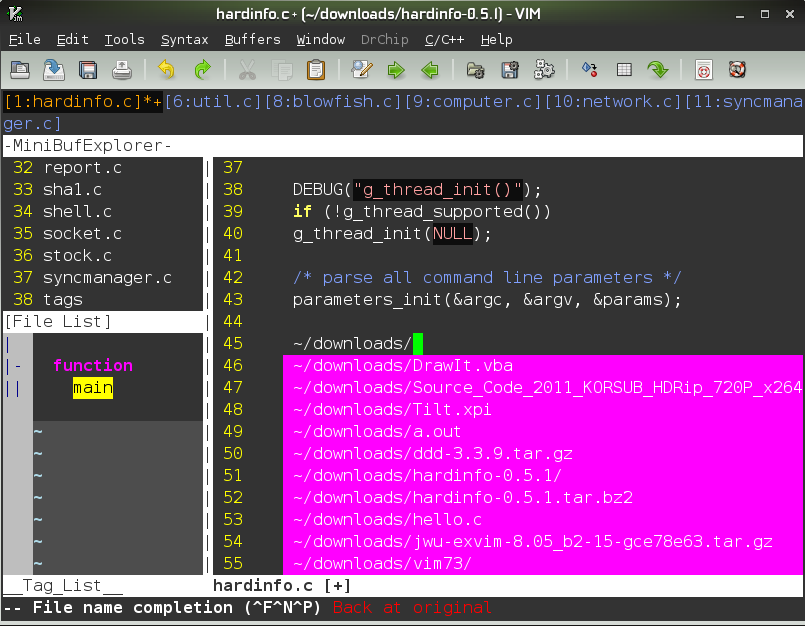 hardinfo.c + (~/downloads/hardinfo-0.5.1) - VIM
File Edit Tools Syntax Buffers Window DrChip C/C++ Help
[1:hardinfo.c]*+[6:util.c][8:blowfish.c][9:computer.c][10:network.c][11:syncmana
ger.c]
-MiniBufExplorer-
32 report.c
33 sha1.c
34 shell.c
35 socket.c
36 stock.c
37 syncmanager.c
38 tags
[File List]
|
|- function
|| main
~
~
~
~
~
~
~
__Tag_List__
37
38 DEBUG("g_thread_init()");
39 if (!g_thread_supported())
40 g_thread_init(NULL);
41
42 /* parse all command line parameters */
43 parameters_init(&argc, &argv, &params);
44
45 ~/downloads/
46 ~/downloads/DrawIt.vba
47 ~/downloads/Source_Code_2011_KORSUB_HDRip_720P_x264
48 ~/downloads/Tilt.xpi
49 ~/downloads/a.out
50 ~/downloads/ddd-3.3.9.tar.gz
51 ~/downloads/hardinfo-0.5.1/
52 ~/downloads/hardinfo-0.5.1.tar.bz2
53 ~/downloads/hello.c
54 ~/downloads/jwu-exvim-8.05_b2-15-gce78e63.tar.gz
55 ~/downloads/vim73/
hardinfo.c [+]
-- File name completion (^F^N^P) Back at original